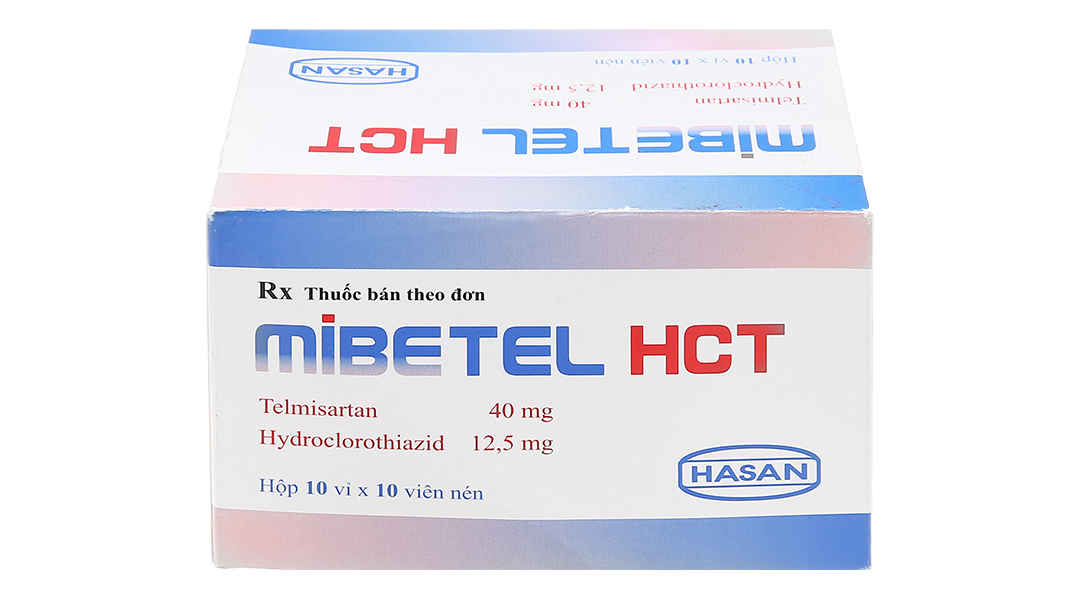 HASAN
Hộp 10 vỉ x 10 viên nén
Hydroclorothiazid 12,5 mg
Telmisartan 40 mg
MIBETEL HCT
Rx Thuốc bán theo đơn
MIBETEL HCT
Telmisartan 40 mg
Hydroclorothiazid 12,5 mg
HASAN
Hộp 10 vỉ x 10 viên nén